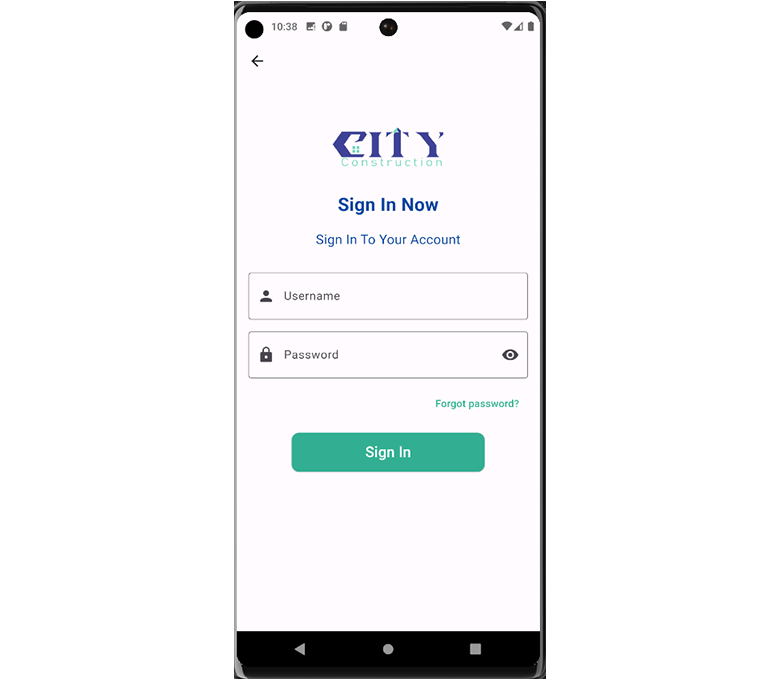 10:38
CITY
Construction
Sign In Now
Sign In To Your Account
Username
Password
Forgot password?
Sign In